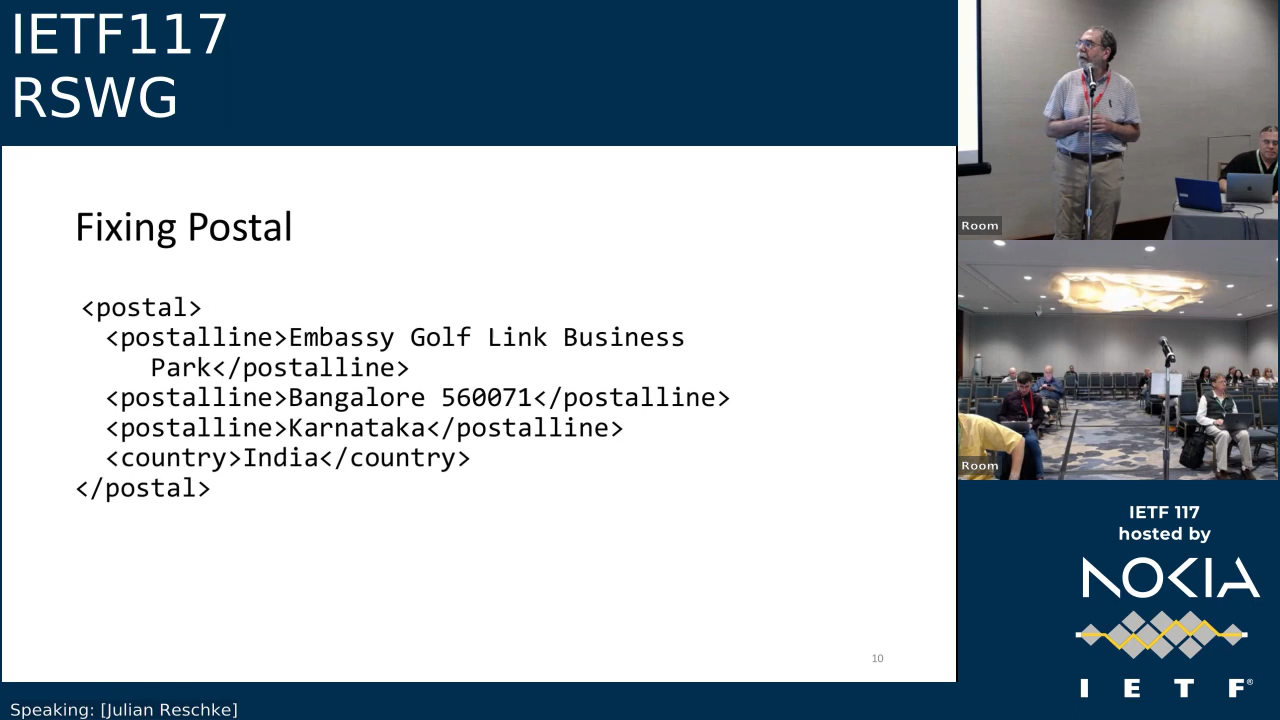 IETF117
RSWG
Fixing Postal
<postal>
<postalline>Embassy Golf Link Business
Park</postalline>
<postalline>Bangalore 560071</postalline>
<postalline>Karnataka</postalline>
<country>India</country>
</postal>
10
Speaking: [Julian Reschke]
Room
Room
IETF 117
hosted by
NOKIA
I E T F®